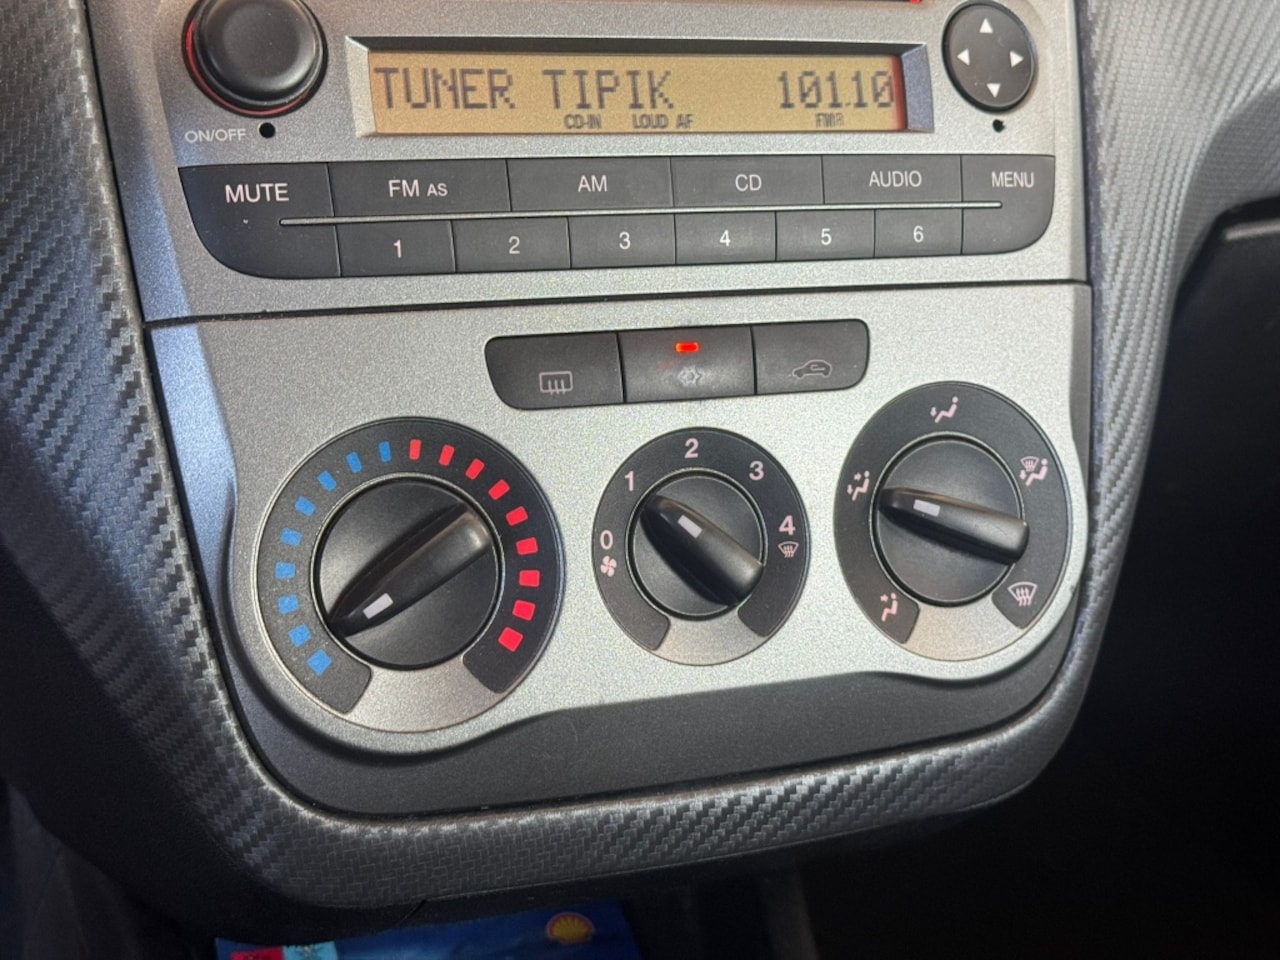 TUNER TIPIK 101.10
CD-IN LOUD AF
ON/OFF
MUTE FM AS AM CD AUDIO MENU
1 2 3 4 5 6
0 1 2 3 4